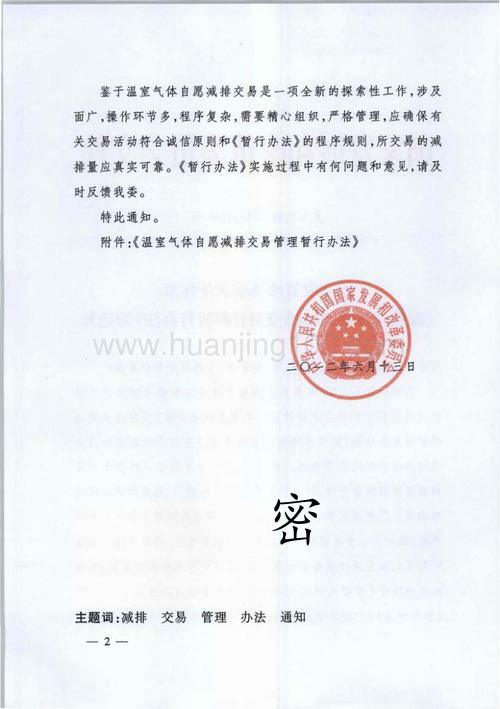 鉴于温室气体自愿减排交易是一项全新的探索性工作,涉及
面广,操作环节多,程序复杂,需要精心组织,严格管理,应确保有
关交易活动符合诚信原则和《暂行办法》的程序规则,所交易的减
排量应真实可靠。《暂行办法》实施过程中有何问题和意见,请及
时反馈我委。
特此通知。
附件:《温室气体自愿减排交易管理暂行办法》
中华人民共和国国家发展和改革委员会
www.huanjing
二〇一二年六月十三日
密
主题词:减排 交易 管理 办法 通知
— 2 —